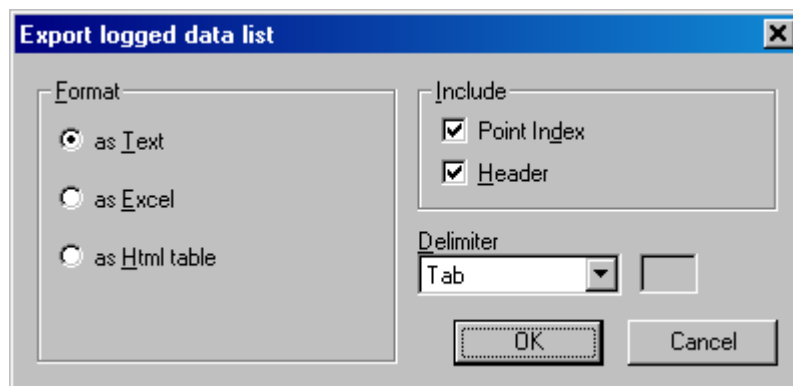 Export logged data list
Format
as Text
as Excel
as Html table
Include
Point Index
Header
Delimiter
Tab
OK
Cancel